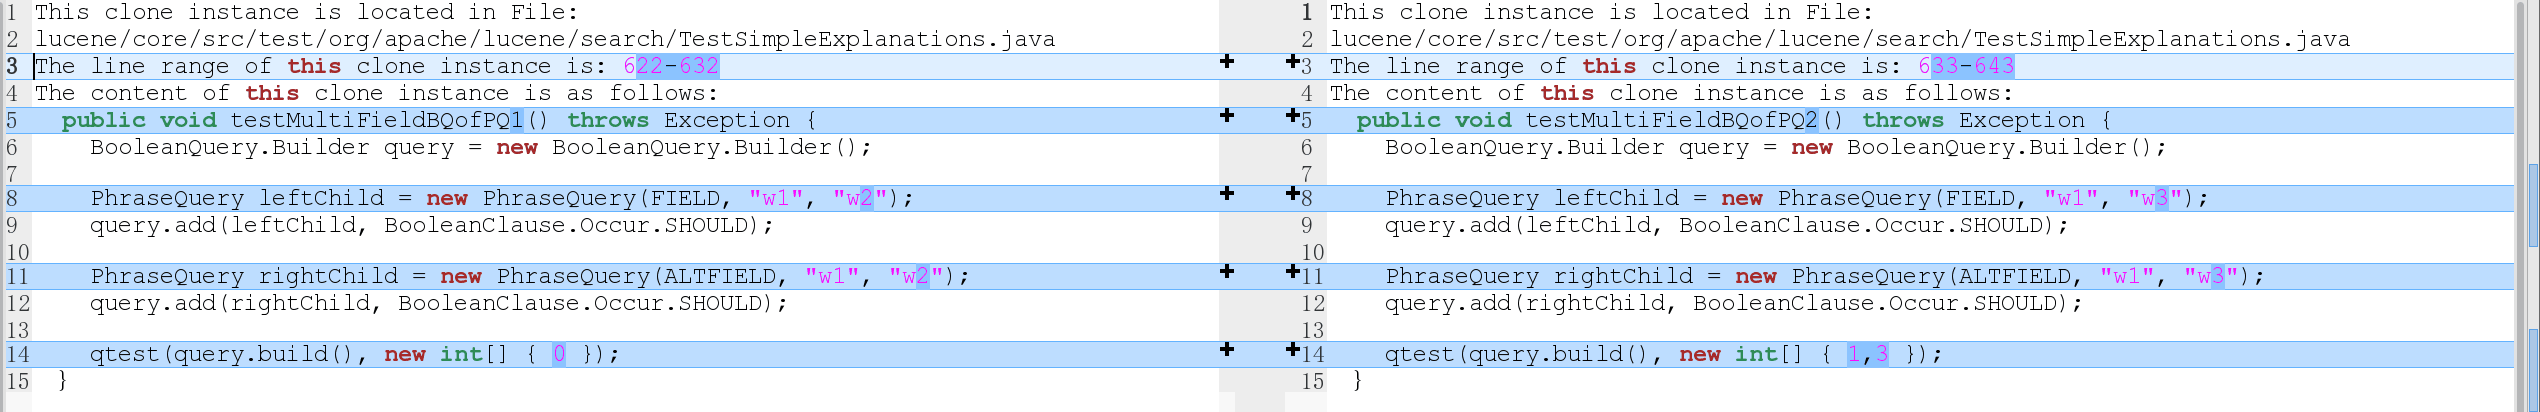 1 This clone instance is located in File:
2 lucene/core/src/test/org/apache/lucene/search/TestSimpleExplanations.java
3 The line range of this clone instance is: 622-632
4 The content of this clone instance is as follows:
5   public void testMultiFieldBQofPQ1() throws Exception {
6     BooleanQuery.Builder query = new BooleanQuery.Builder();
7
8     PhraseQuery leftChild = new PhraseQuery(FIELD, "w1", "w2");
9     query.add(leftChild, BooleanClause.Occur.SHOULD);
10
11     PhraseQuery rightChild = new PhraseQuery(ALTFIELD, "w1", "w2");
12     query.add(rightChild, BooleanClause.Occur.SHOULD);
13
14     qtest(query.build(), new int[] { 0 });
15   }
1 This clone instance is located in File:
2 lucene/core/src/test/org/apache/lucene/search/TestSimpleExplanations.java
3 The line range of this clone instance is: 633-643
4 The content of this clone instance is as follows:
5   public void testMultiFieldBQofPQ2() throws Exception {
6     BooleanQuery.Builder query = new BooleanQuery.Builder();
7
8     PhraseQuery leftChild = new PhraseQuery(FIELD, "w1", "w3");
9     query.add(leftChild, BooleanClause.Occur.SHOULD);
10
11     PhraseQuery rightChild = new PhraseQuery(ALTFIELD, "w1", "w3");
12     query.add(rightChild, BooleanClause.Occur.SHOULD);
13
14     qtest(query.build(), new int[] { 1,3 });
15   }